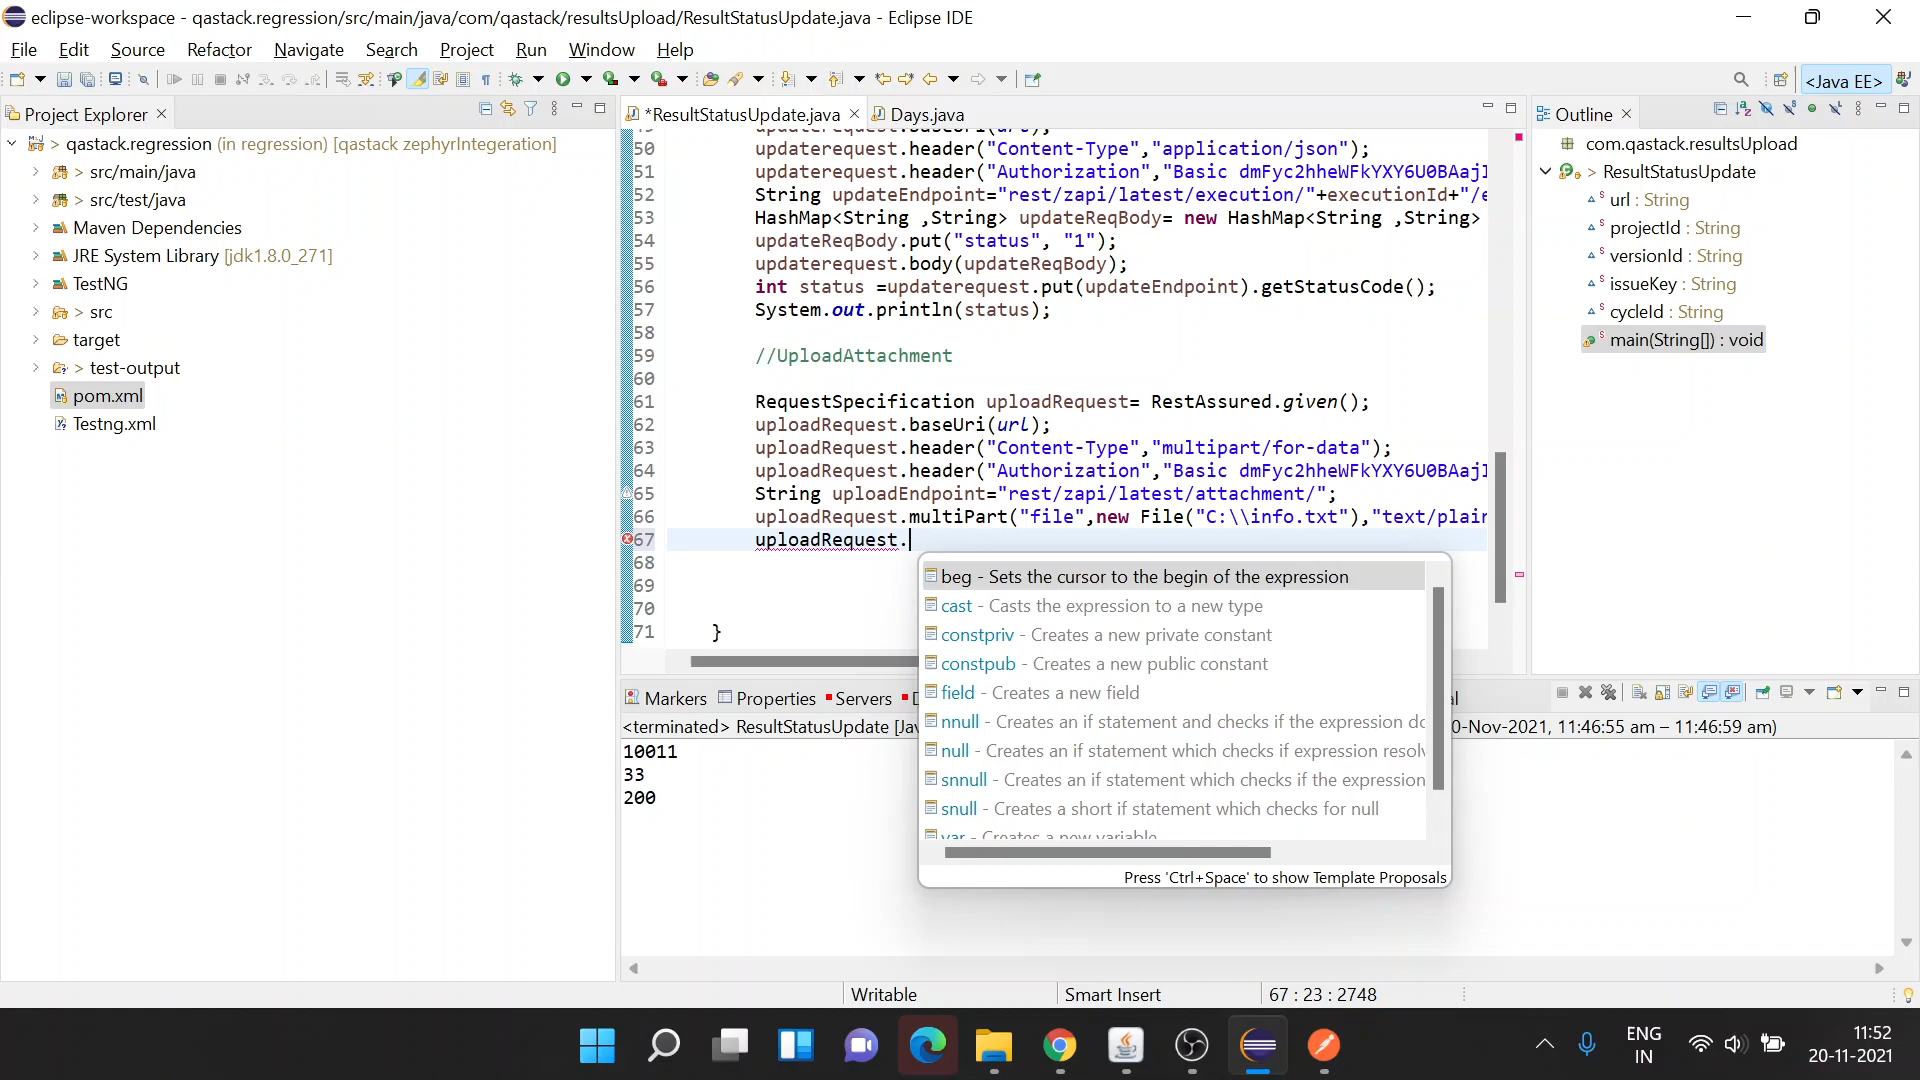 eclipse-workspace - qastack.regression/src/main/java/com/qastack/resultsUpload/ResultStatusUpdate.java - Eclipse IDE
File Edit Source Refactor Navigate Search Project Run Window Help
<Java EE>
Project Explorer
> qastack.regression (in regression) [qastack zephyrIntegeration]
> src/main/java
> src/test/java
Maven Dependencies
JRE System Library [jdk1.8.0_271]
TestNG
> src
target
> test-output
pom.xml
Testng.xml
*ResultStatusUpdate.java Days.java
50 updaterequest.header("Content-Type","application/json");
51 updaterequest.header("Authorization","Basic dmFyc2hheWFkYXY6U0BAaj
52 String updateEndpoint="rest/zapi/latest/execution/"+executionId+"/e
53 HashMap<String ,String> updateReqBody= new HashMap<String ,String>
54 updateReqBody.put("status", "1");
55 updaterequest.body(updateReqBody);
56 int status =updaterequest.put(updateEndpoint).getStatusCode();
57 System.out.println(status);
58
59 //UploadAttachment
60
61 RequestSpecification uploadRequest= RestAssured.given();
62 uploadRequest.baseUri(url);
63 uploadRequest.header("Content-Type","multipart/for-data");
64 uploadRequest.header("Authorization","Basic dmFyc2hheWFkYXY6U0BAaj
65 String uploadEndpoint="rest/zapi/latest/attachment/";
66 uploadRequest.multiPart("file",new File("C:\\info.txt"),"text/plain
67 uploadRequest.
68
69
70
71 }
beg - Sets the cursor to the begin of the expression
cast - Casts the expression to a new type
constpriv - Creates a new private constant
constpub - Creates a new public constant
field - Creates a new field
nnull - Creates an if statement and checks if the expression do
null - Creates an if statement which checks if expression resolv
snnull - Creates an if statement which checks if the expression
snull - Creates a short if statement which checks for null
var - Creates a new variable
Press 'Ctrl+Space' to show Template Proposals
Outline
com.qastack.resultsUpload
> ResultStatusUpdate
url : String
projectId : String
versionId : String
issueKey : String
cycleId : String
main(String[]) : void
Markers Properties Servers
<terminated> ResultStatusUpdate [Jav 0-Nov-2021, 11:46:55 am – 11:46:59 am)
10011
33
200
Writable Smart Insert 67 : 23 : 2748
ENG
IN
11:52
20-11-2021